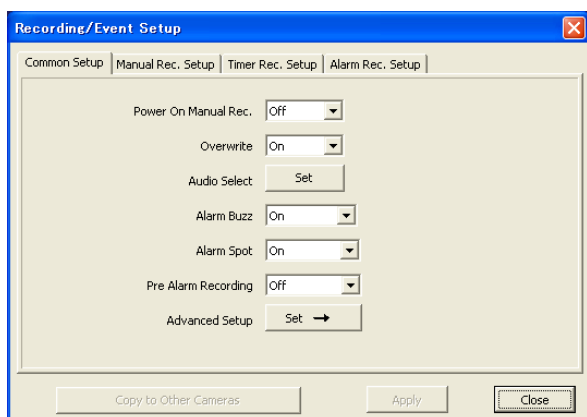 Recording/Event Setup
Common Setup Manual Rec. Setup Timer Rec. Setup Alarm Rec. Setup
Power On Manual Rec. Off
Overwrite On
Audio Select Set
Alarm Buzz On
Alarm Spot On
Pre Alarm Recording Off
Advanced Setup Set →
Copy to Other Cameras Apply Close